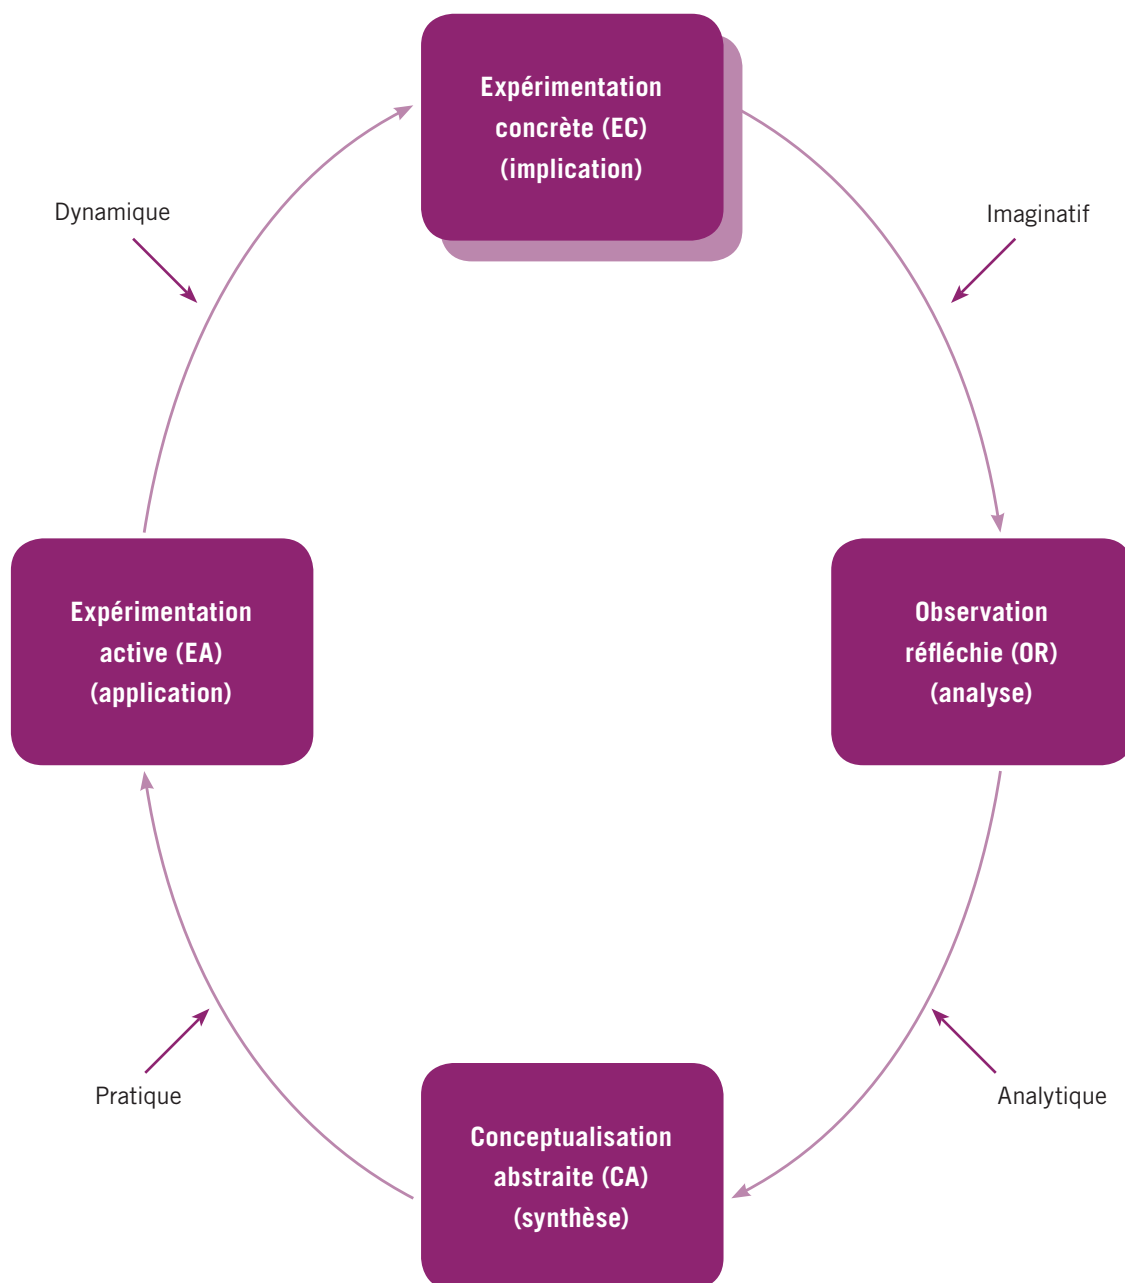 Expérimentation
concrète (EC)
(implication)
Dynamique
Imaginatif
Expérimentation
active (EA)
(application)
Observation
réfléchie (OR)
(analyse)
Pratique
Analytique
Conceptualisation
abstraite (CA)
(synthèse)